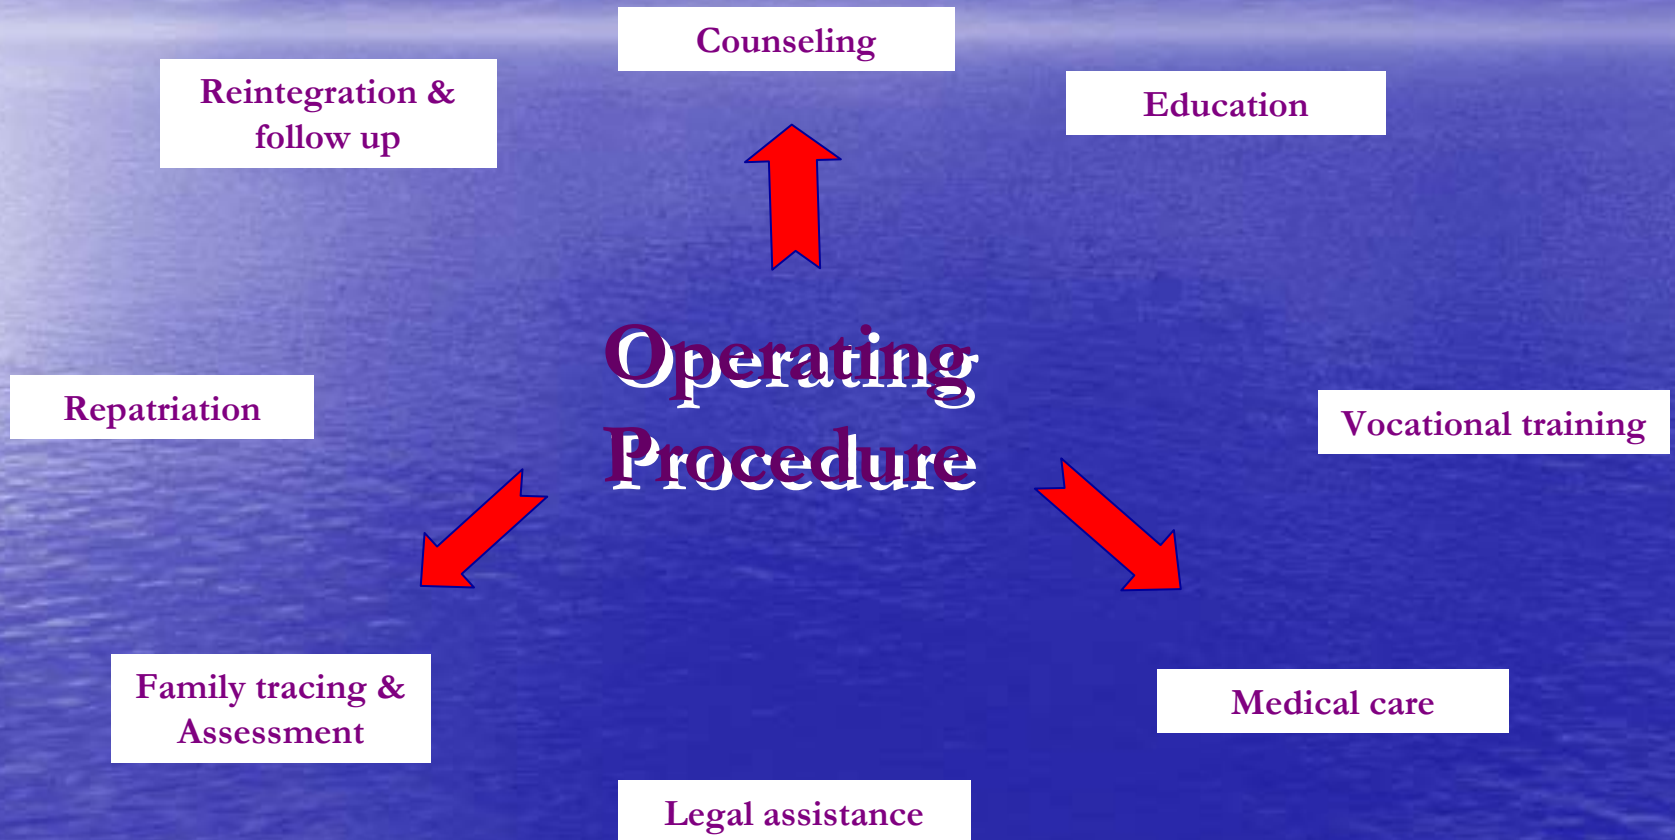 Counseling
Reintegration &
follow up
Education
Operating
Procedure
Repatriation
Vocational training
Family tracing &
Assessment
Medical care
Legal assistance